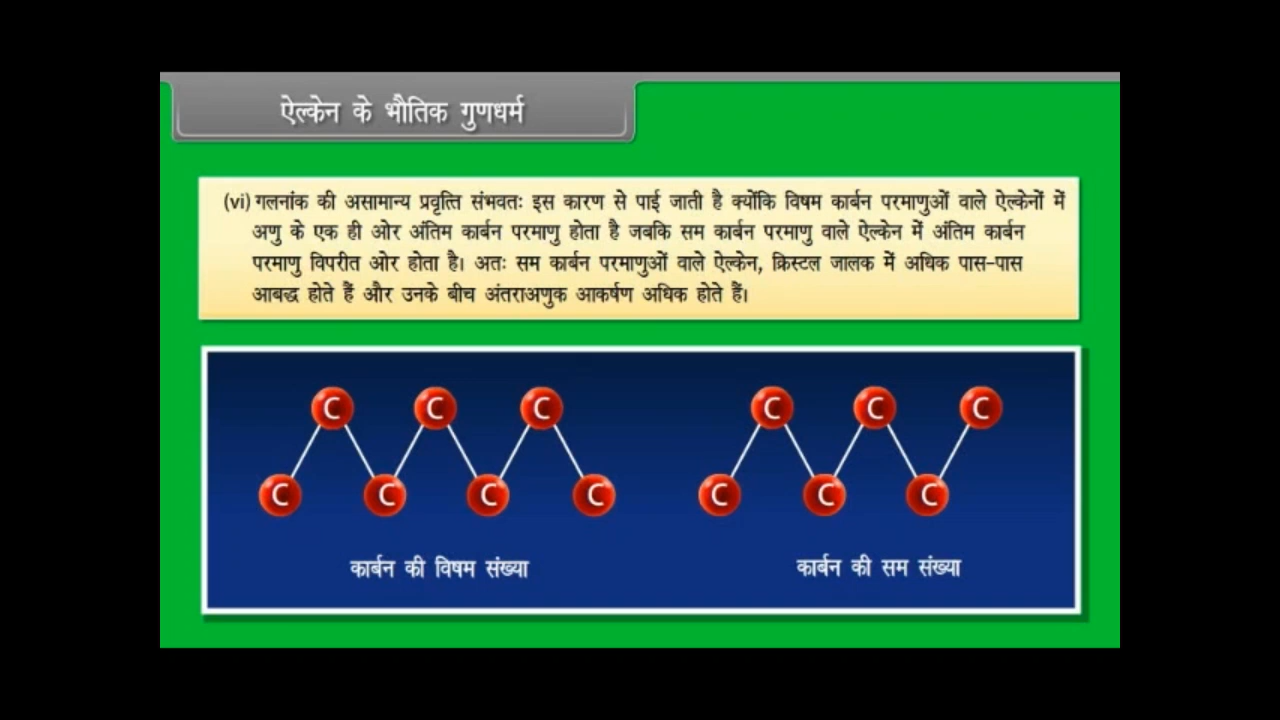 ऐल्केन के भौतिक गुणधर्म
(vi) गलनांक की असामान्य प्रवृत्ति संभवतः इस कारण से पाई जाती है क्योंकि विषम कार्बन परमाणुओं वाले ऐल्केनों में
अणु के एक ही ओर अंतिम कार्बन परमाणु होता है जबकि सम कार्बन परमाणु वाले ऐल्केन में अंतिम कार्बन
परमाणु विपरीत ओर होता है। अतः सम कार्बन परमाणुओं वाले ऐल्केन, क्रिस्टल जालक में अधिक पास-पास
आबद्ध होते हैं और उनके बीच अंतराअणुक आकर्षण अधिक होते हैं।
C C C C C C
C C C C C C C
कार्बन की विषम संख्या कार्बन की सम संख्या